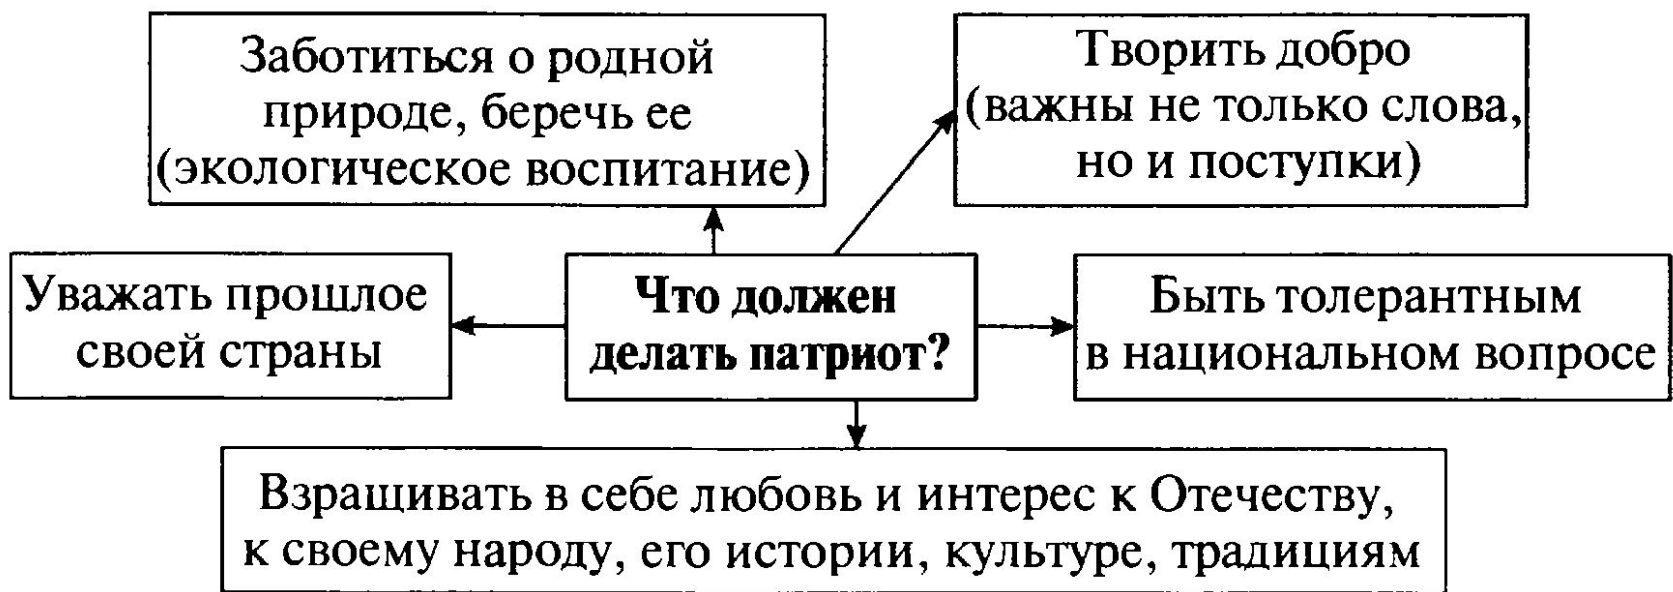 Заботиться о родной
природе, беречь ее
(экологическое воспитание)
Творить добро
(важны не только слова,
но и поступки)
Уважать прошлое
своей страны
Что должен
делать патриот?
Быть толерантным
в национальном вопросе
Взращивать в себе любовь и интерес к Отечеству,
к своему народу, его истории, культуре, традициям